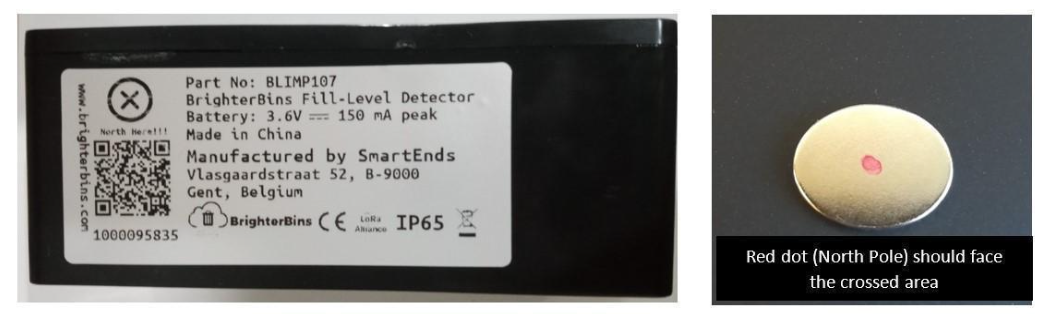 www.brighterbins.com
North Here!!!
1000095835
Part No: BLIMP107
BrighterBins Fill-Level Detector
Battery: 3.6V ⎓ 150 mA peak
Made in China
Manufactured by SmartEnds
Vlasgaardstraat 52, B-9000
Gent, Belgium
BrighterBins CE LoRa Alliance IP65
Red dot (North Pole) should face
the crossed area